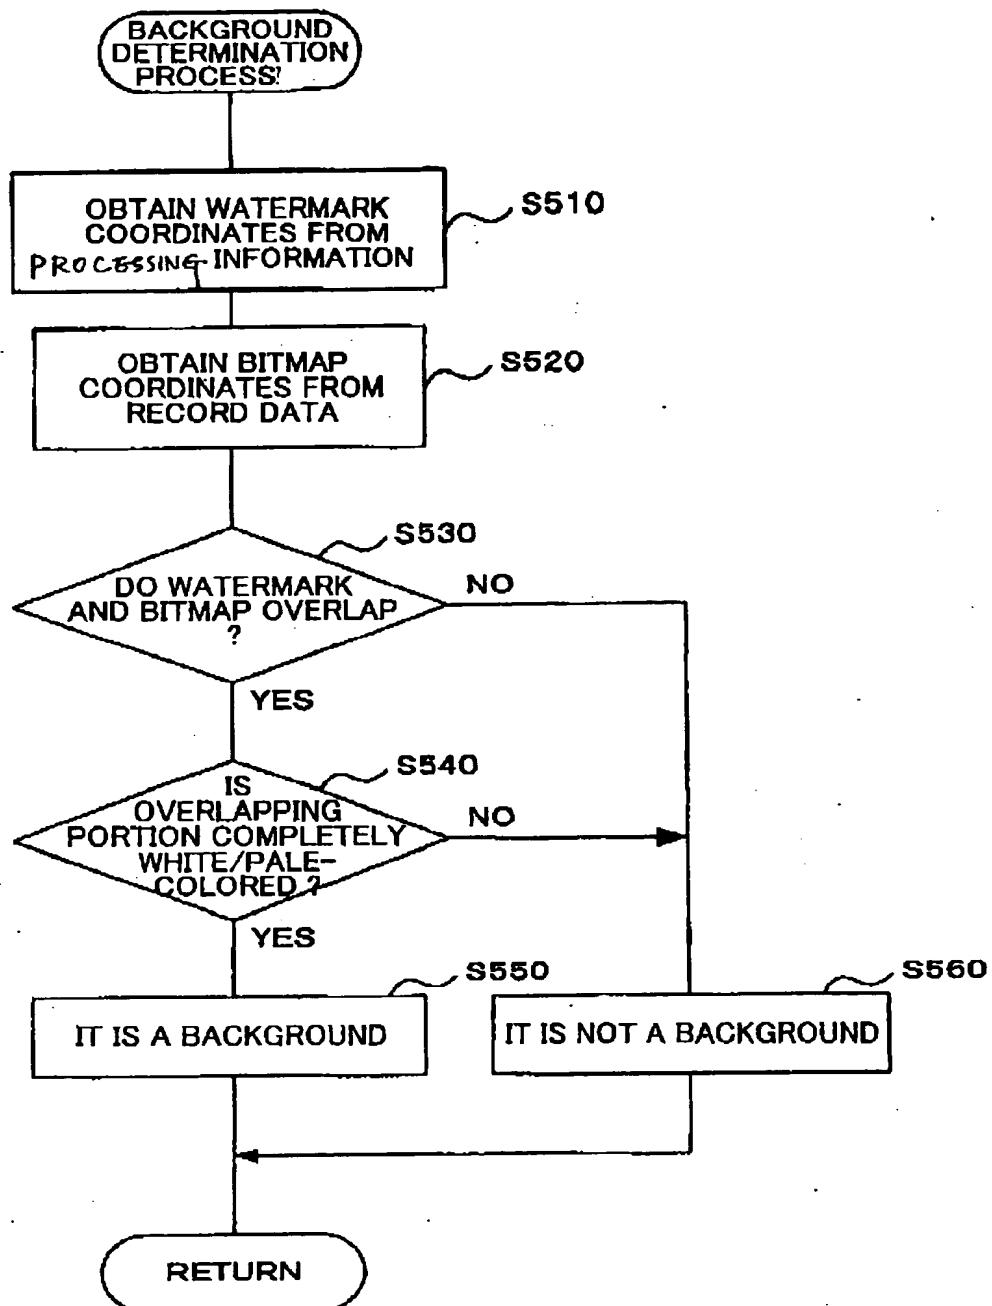 BACKGROUND
DETERMINATION
PROCESS?
OBTAIN WATERMARK
COORDINATES FROM
PROCESSING INFORMATION
S510
OBTAIN BITMAP
COORDINATES FROM
RECORD DATA
S520
S530
DO WATERMARK
AND BITMAP OVERLAP
?
NO
YES
S540
IS
OVERLAPPING
PORTION COMPLETELY
WHITE/PALE-
COLORED ?
NO
YES
S550
IT IS A BACKGROUND
S560
IT IS NOT A BACKGROUND
RETURN